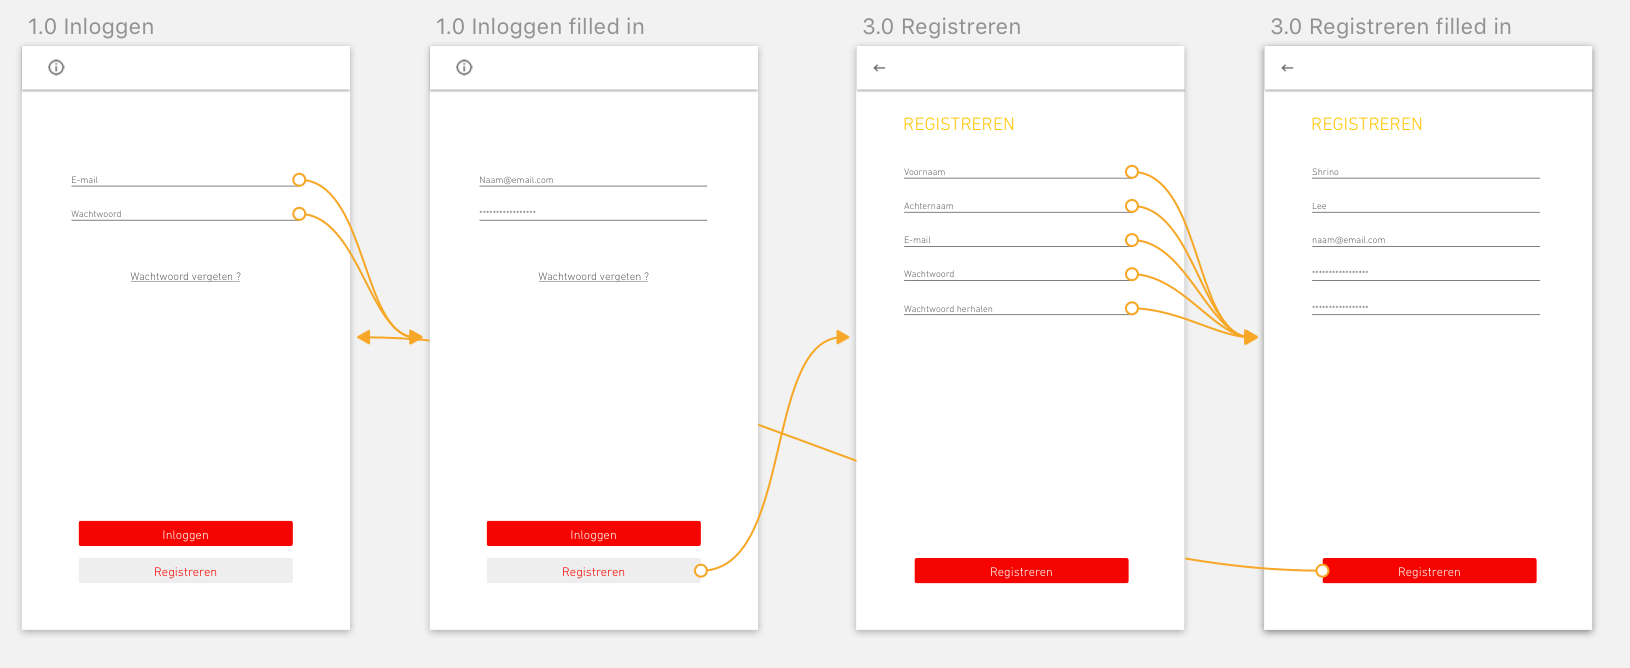 1.0 Inloggen
E-mail
Wachtwoord
Wachtwoord vergeten ?
Inloggen
Registreren
1.0 Inloggen filled in
Naam@email.com
*****************
Wachtwoord vergeten ?
Inloggen
Registreren
3.0 Registreren
REGISTREREN
Voornaam
Achternaam
E-mail
Wachtwoord
Wachtwoord herhalen
Registreren
3.0 Registreren filled in
REGISTREREN
Shrino
Lee
naam@email.com
*****************
*****************
Registreren